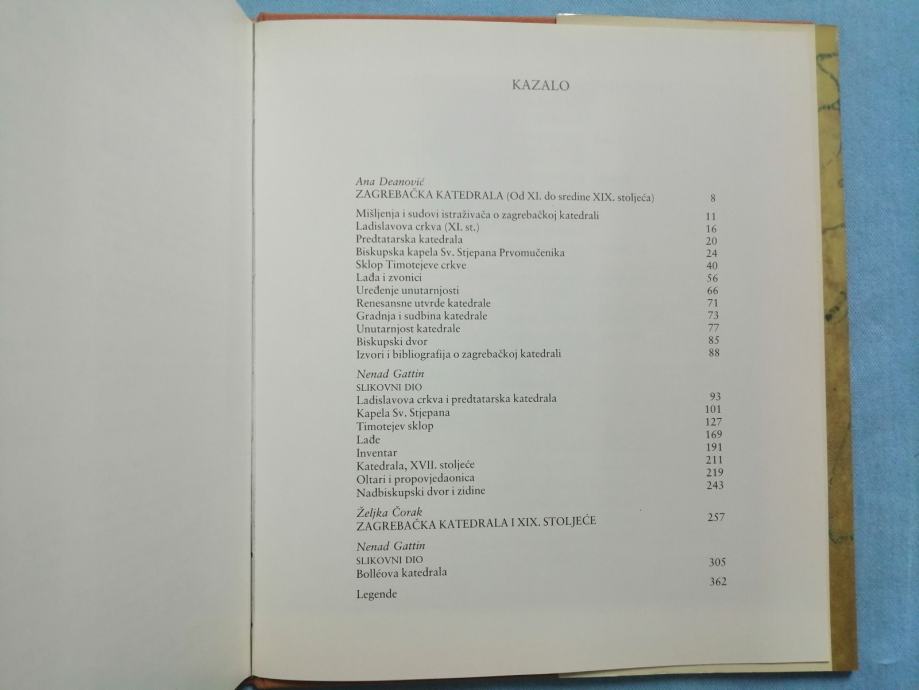 KAZALO
Ana Deanović
ZAGREBAČKA KATEDRALA (Od XI. do sredine XIX. stoljeća) 8
Mišljenja i sudovi istraživača o zagrebačkoj katedrali 11
Ladislavova crkva (XI. st.) 16
Predtatarska katedrala 20
Biskupska kapela Sv. Stjepana Prvomučenika 24
Sklop Timotejeve crkve 40
Lađa i zvonici 56
Uređenje unutarnjosti 66
Renesansne utvrde katedrale 71
Gradnja i sudbina katedrale 73
Unutarnjost katedrale 77
Biskupski dvor 85
Izvori i bibliografija o zagrebačkoj katedrali 88
Nenad Gattin
SLIKOVNI DIO
Ladislavova crkva i predtatarska katedrala 93
Kapela Sv. Stjepana 101
Timotejev sklop 127
Lađe 169
Inventar 191
Katedrala, XVII. stoljeće 211
Oltari i propovjedaonica 219
Nadbiskupski dvor i zidine 243
Željka Čorak
ZAGREBAČKA KATEDRALA I XIX. STOLJEĆE 257
Nenad Gattin
SLIKOVNI DIO
Bolléova katedrala 305
Legende 362